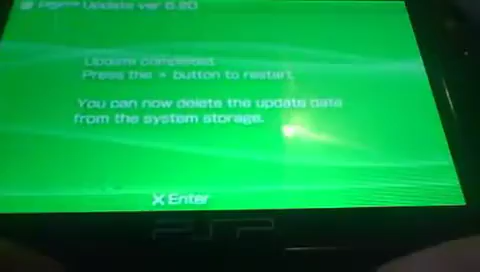 Update ver 6.20
Update completed.
Press the × button to restart.
You can now delete the update data
from the system storage.
X Enter
PSP